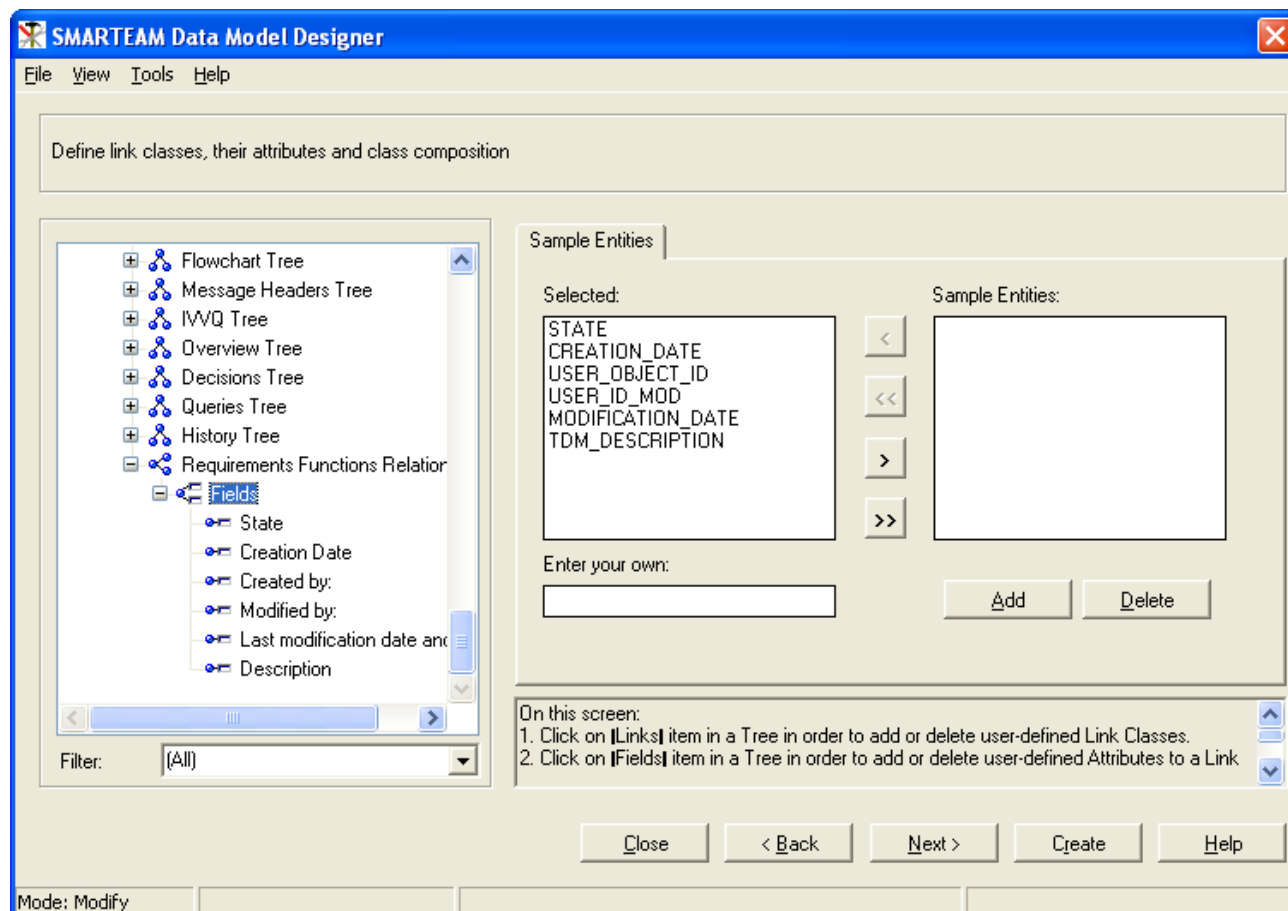 SMARTEAM Data Model Designer
File View Tools Help
Define link classes, their attributes and class composition
Flowchart Tree
Message Headers Tree
IVVQ Tree
Overview Tree
Decisions Tree
Queries Tree
History Tree
Requirements Functions Relation
Fields
State
Creation Date
Created by:
Modified by:
Last modification date and
Description
Filter: (All)
Sample Entities
Selected:
STATE
CREATION_DATE
USER_OBJECT_ID
USER_ID_MOD
MODIFICATION_DATE
TDM_DESCRIPTION
<
<<
>
>>
Sample Entities:
Enter your own:
Add Delete
On this screen:
1. Click on |Links| item in a Tree in order to add or delete user-defined Link Classes.
2. Click on |Fields| item in a Tree in order to add or delete user-defined Attributes to a Link
Close < Back Next > Create Help
Mode: Modify